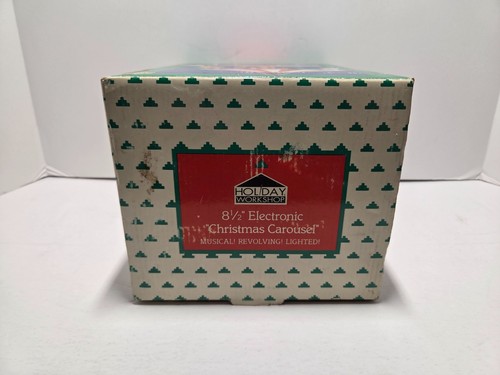 HOLIDAY
WORKSHOP
8½" Electronic
"Christmas Carousel"
MUSICAL! REVOLVING! LIGHTED!